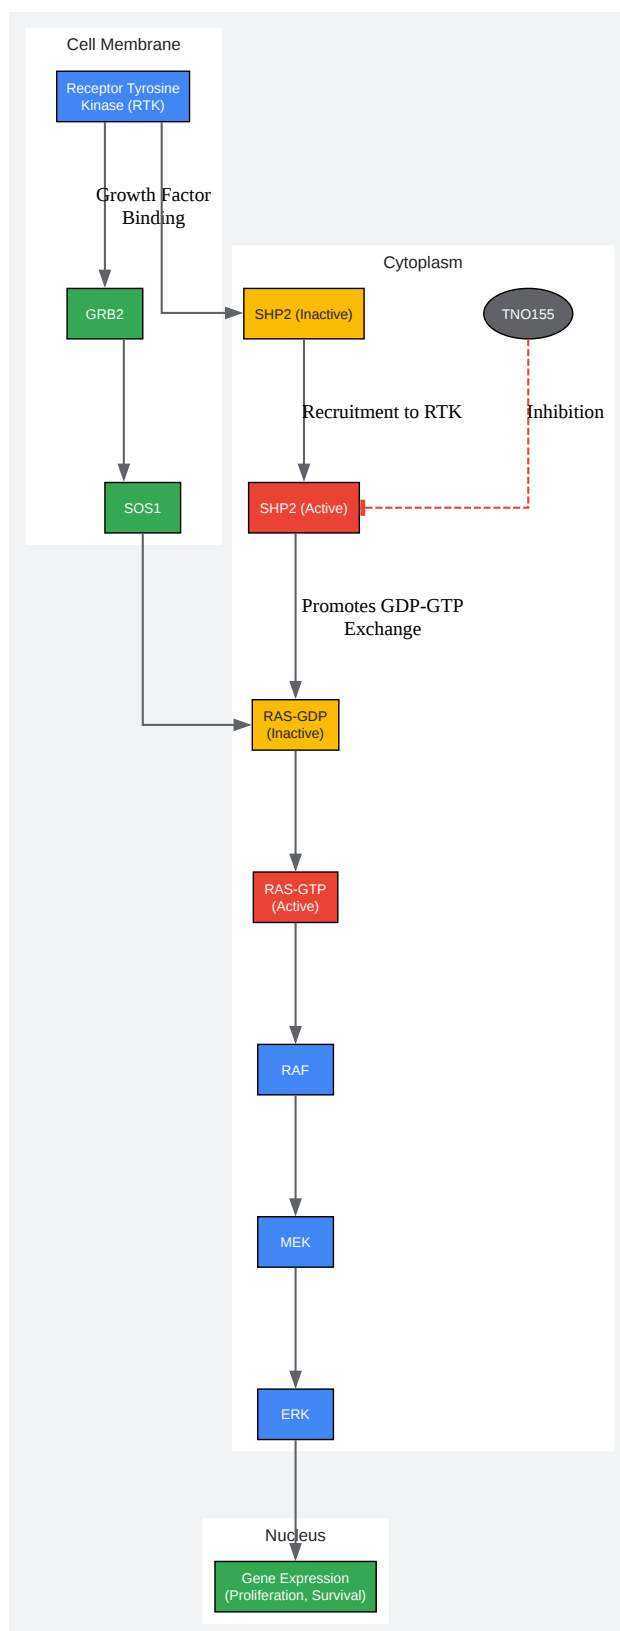 Cell Membrane
Receptor Tyrosine
Kinase (RTK)
Growth Factor
Binding
Cytoplasm
GRB2
SHP2 (Inactive)
TNO155
Recruitment to RTK
Inhibition
SOS1
SHP2 (Active)
Promotes GDP-GTP
Exchange
RAS-GDP
(Inactive)
RAS-GTP
(Active)
RAF
MEK
ERK
Nucleus
Gene Expression
(Proliferation, Survival)